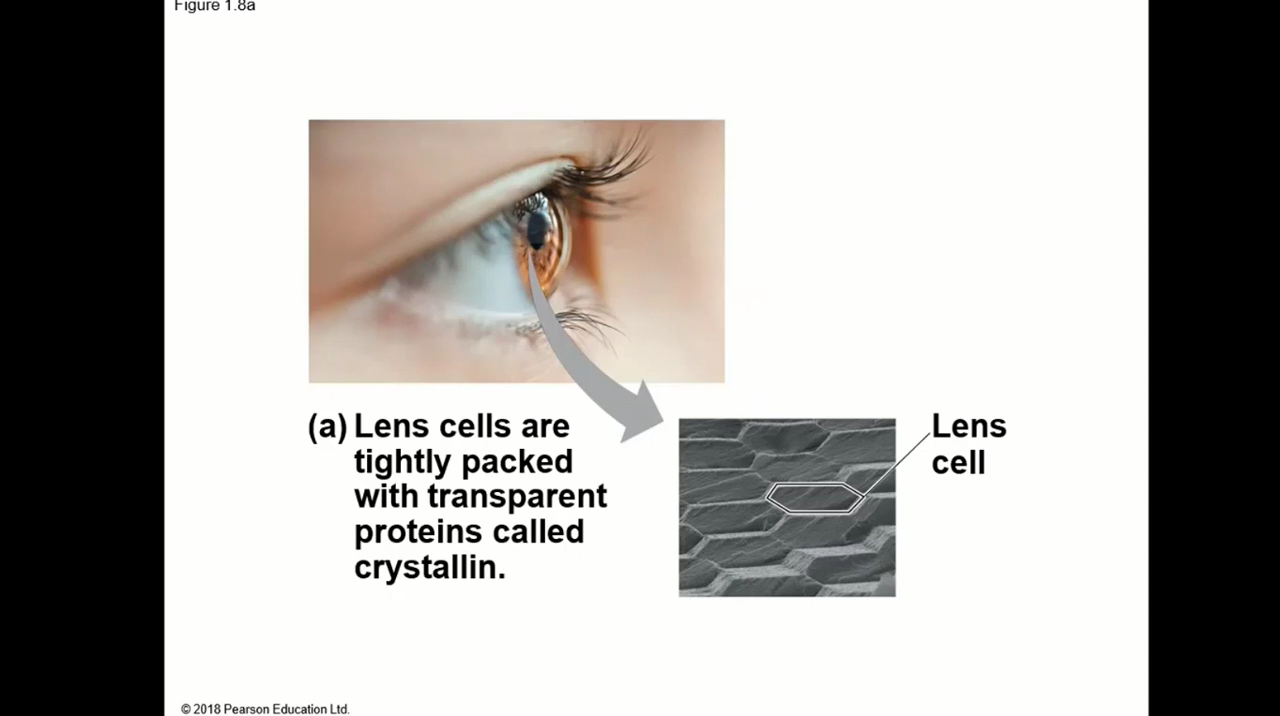 Figure 1.8a
(a) Lens cells are
tightly packed
with transparent
proteins called
crystallin.
Lens
cell
© 2018 Pearson Education Ltd.